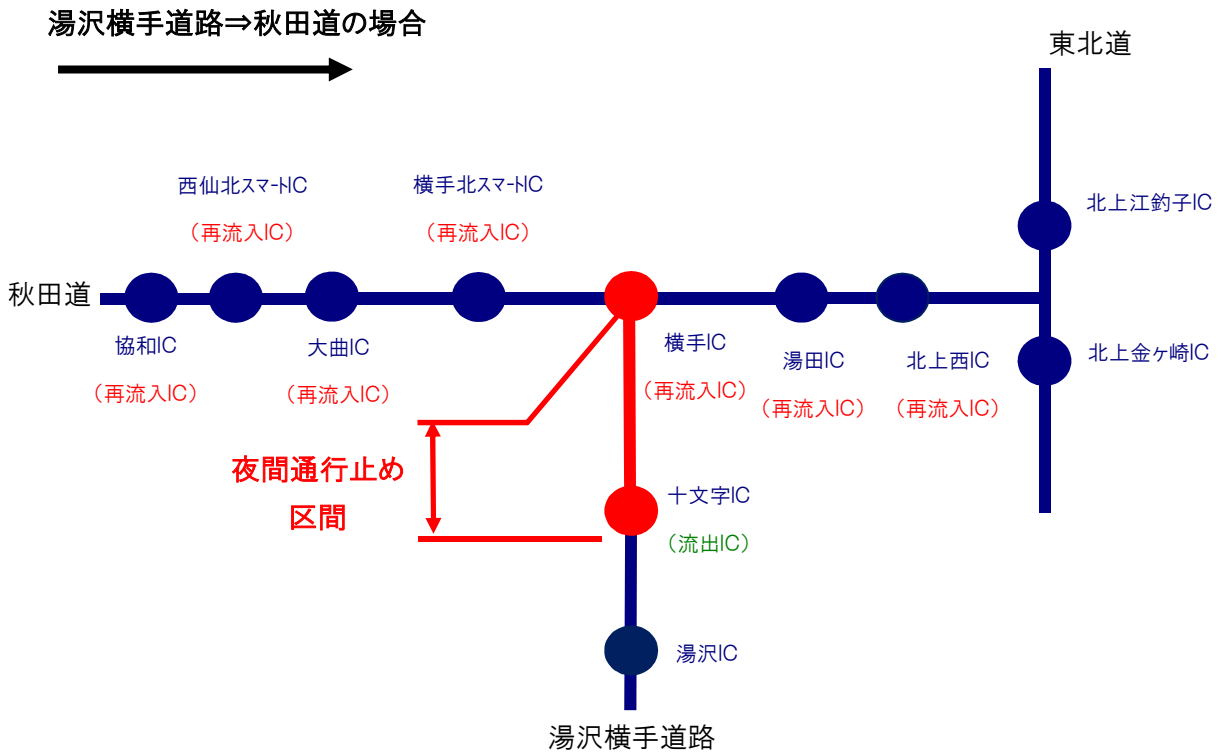 湯沢横手道路⇒秋田道の場合
東北道
西仙北スマートIC
（再流入IC）
横手北スマートIC
（再流入IC）
北上江釣子IC
秋田道
協和IC
（再流入IC）
大曲IC
（再流入IC）
横手IC
（再流入IC）
湯田IC
（再流入IC）
北上西IC
（再流入IC）
北上金ヶ崎IC
夜間通行止め
区間
十文字IC
（流出IC）
湯沢IC
湯沢横手道路